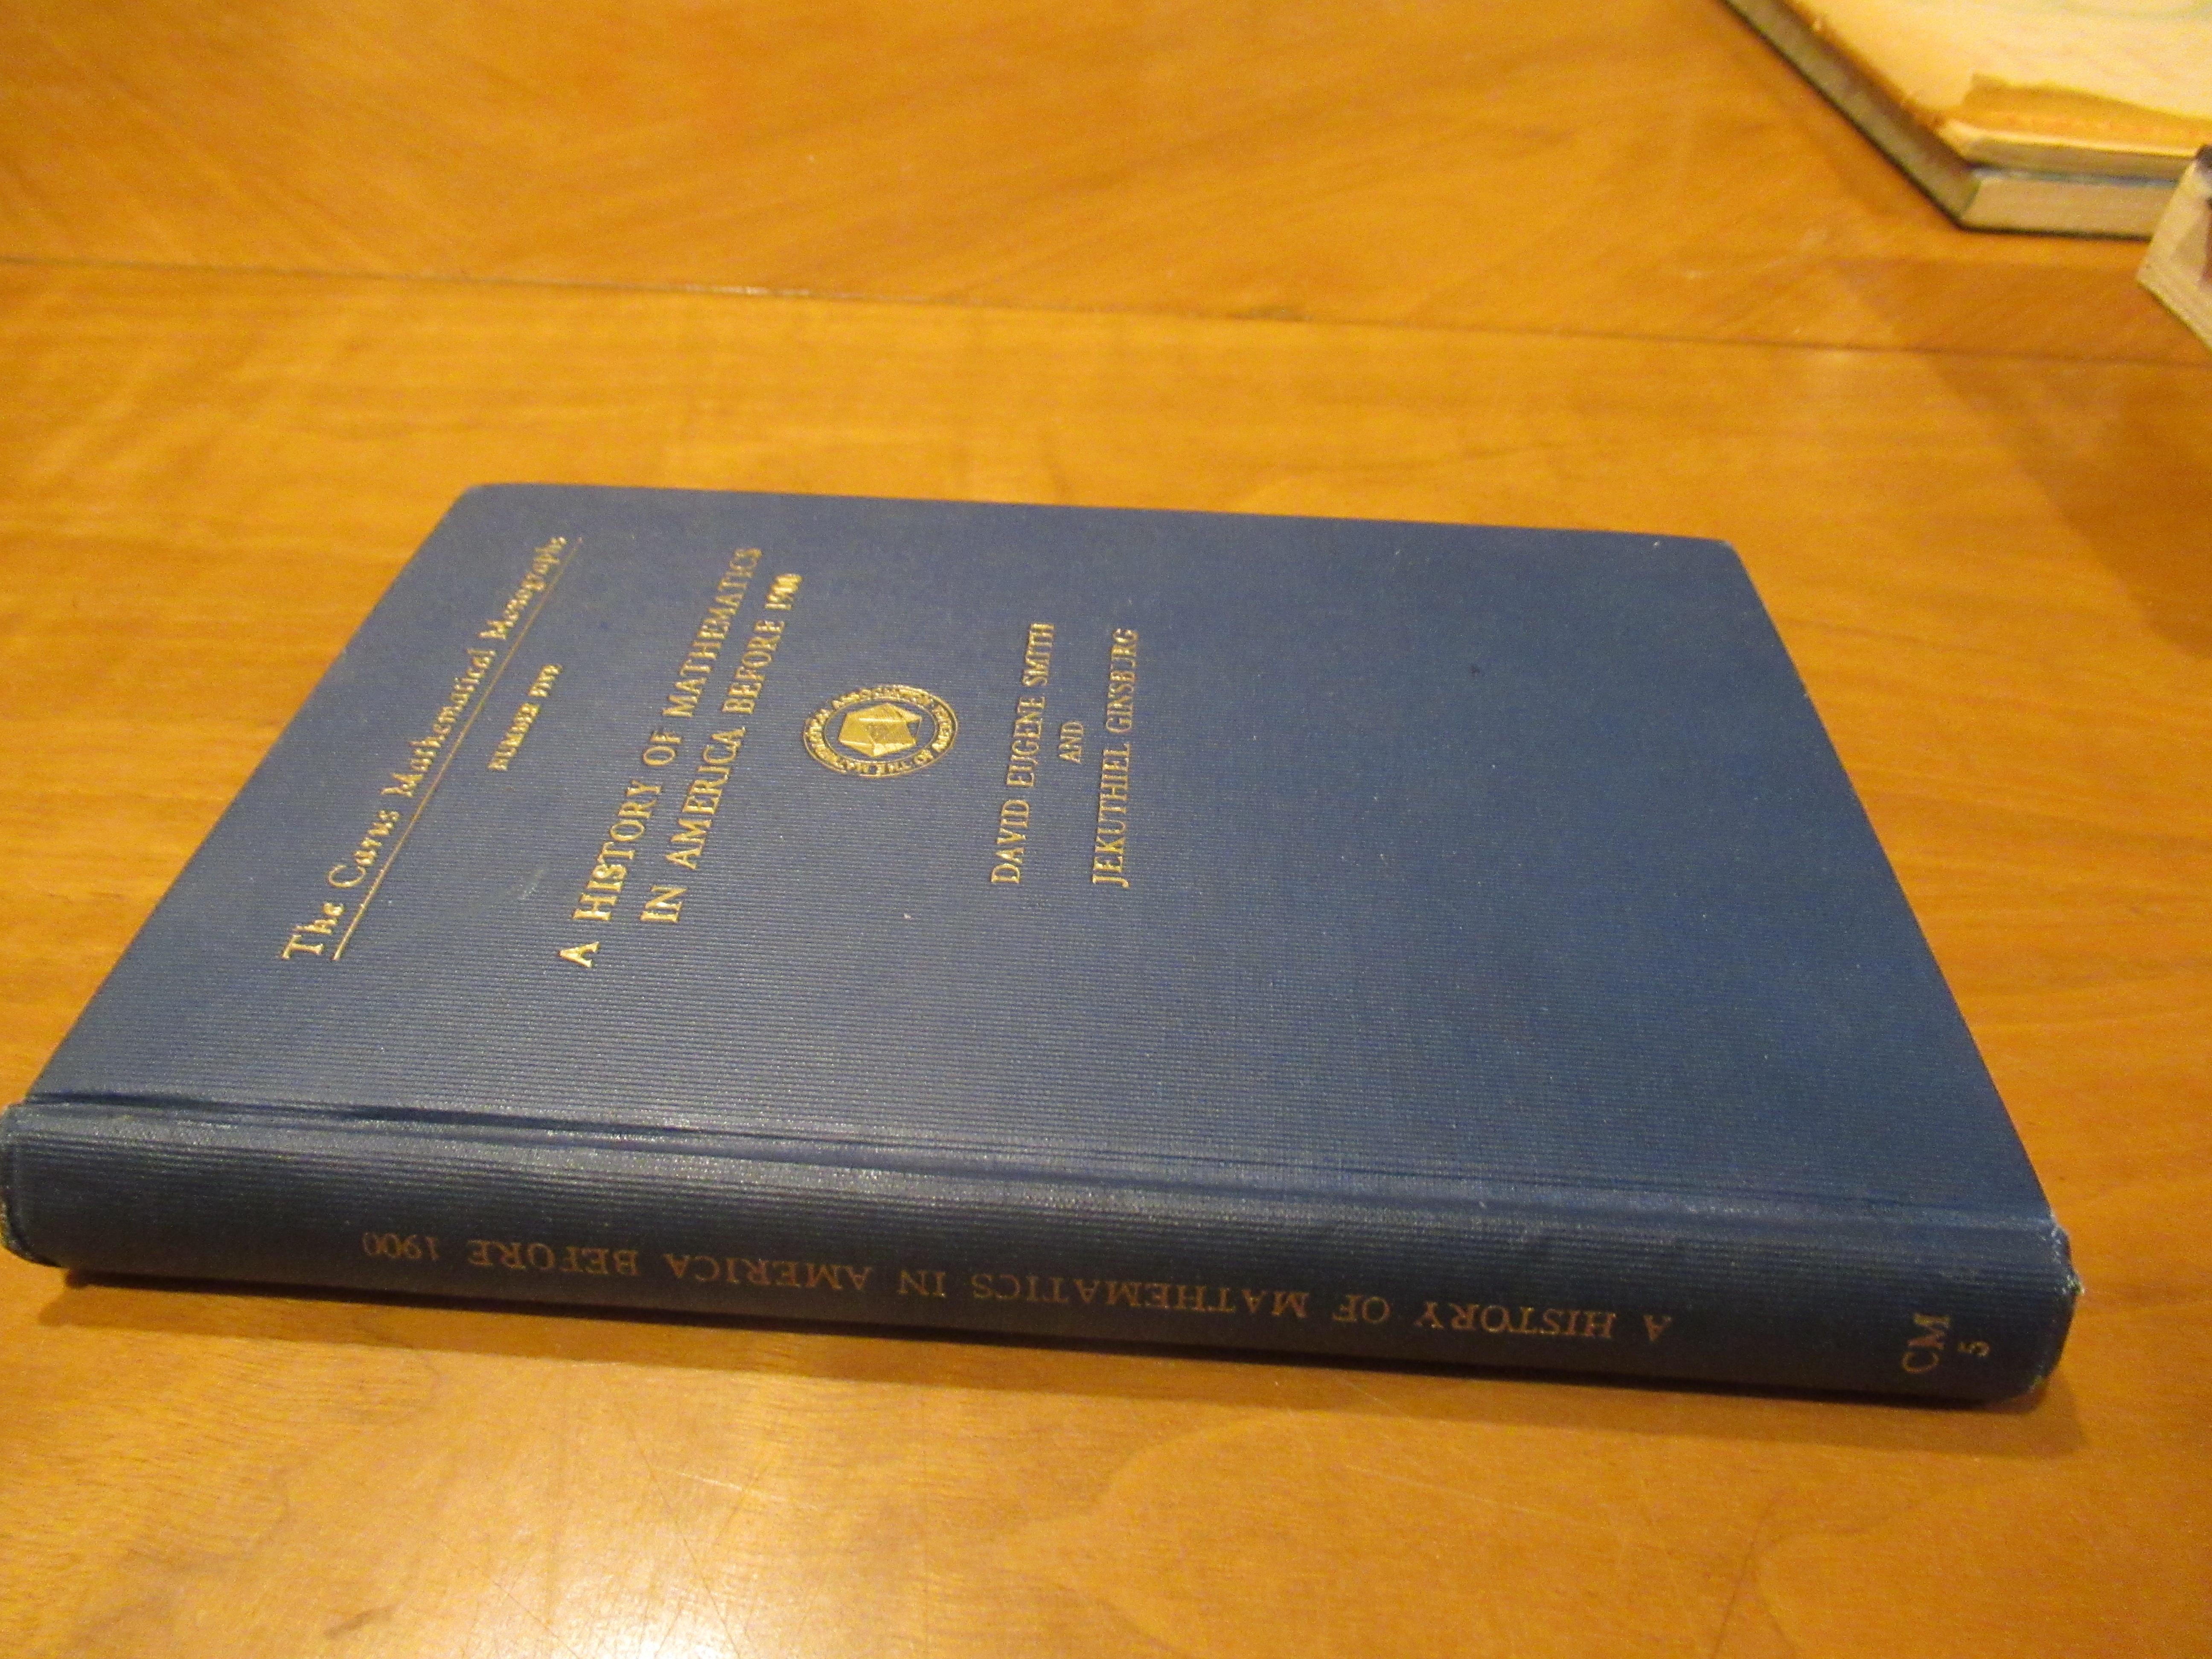 The Carus Mathematical Monographs
NUMBER FIVE
A HISTORY OF MATHEMATICS
IN AMERICA BEFORE 1900
DAVID EUGENE SMITH
AND
JEKUTHIEL GINSBURG
A HISTORY OF MATHEMATICS IN AMERICA BEFORE 1900
CM
5